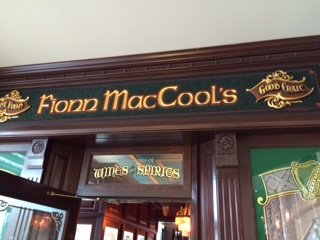 Fionn MacCool's
Good Craic
Wines & Spirits